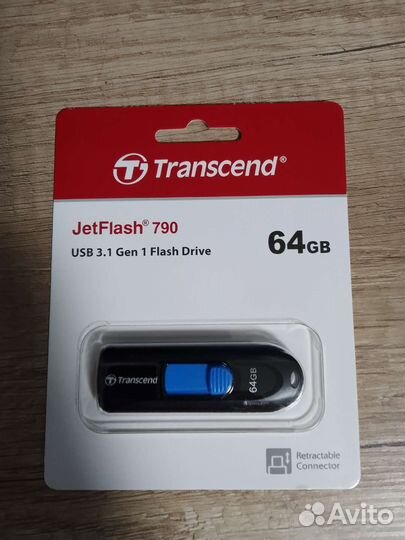 Transcend®
JetFlash® 790
USB 3.1 Gen 1 Flash Drive
64GB
Transcend
64GB
Retractable
Connector
Avito